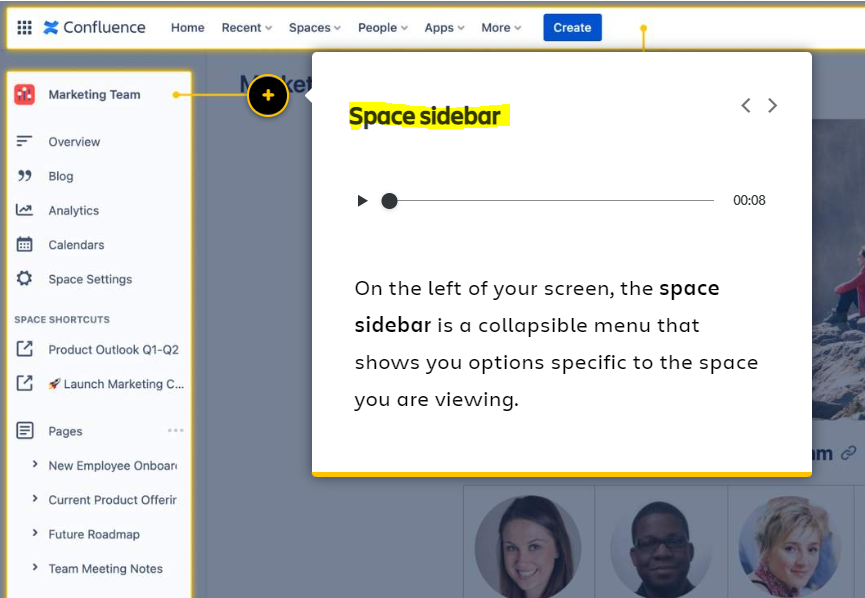 Confluence Home Recent Spaces People Apps More Create
Marketing Team
Overview
Blog
Analytics
Calendars
Space Settings
SPACE SHORTCUTS
Product Outlook Q1-Q2
🚀 Launch Marketing C...
Pages
New Employee Onboar
Current Product Offerin
Future Roadmap
Team Meeting Notes
Market
Space sidebar
00:08
On the left of your screen, the space
sidebar is a collapsible menu that
shows you options specific to the space
you are viewing.
am